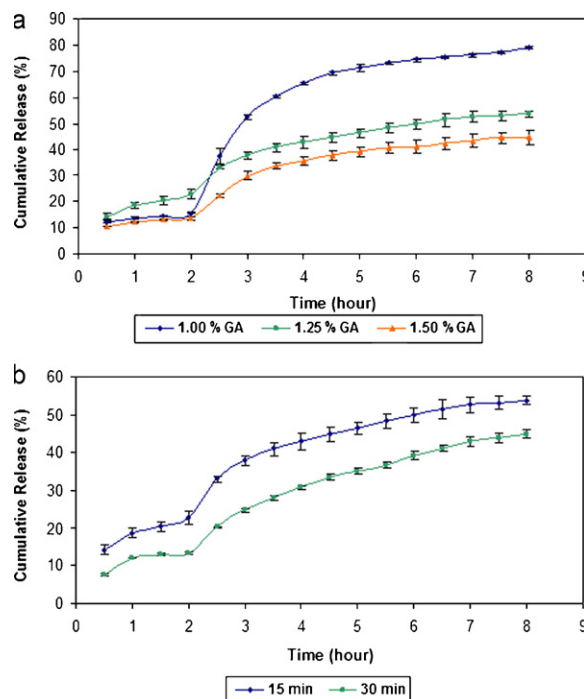 a
Cumulative Release (%)
90
80
70
60
50
40
30
20
10
0
0 1 2 3 4 5 6 7 8 9
Time (hour)
1.00 % GA 1.25 % GA 1.50 % GA
b
Cumulative Release (%)
60
50
40
30
20
10
0
0 1 2 3 4 5 6 7 8 9
Time (hour)
15 min 30 min